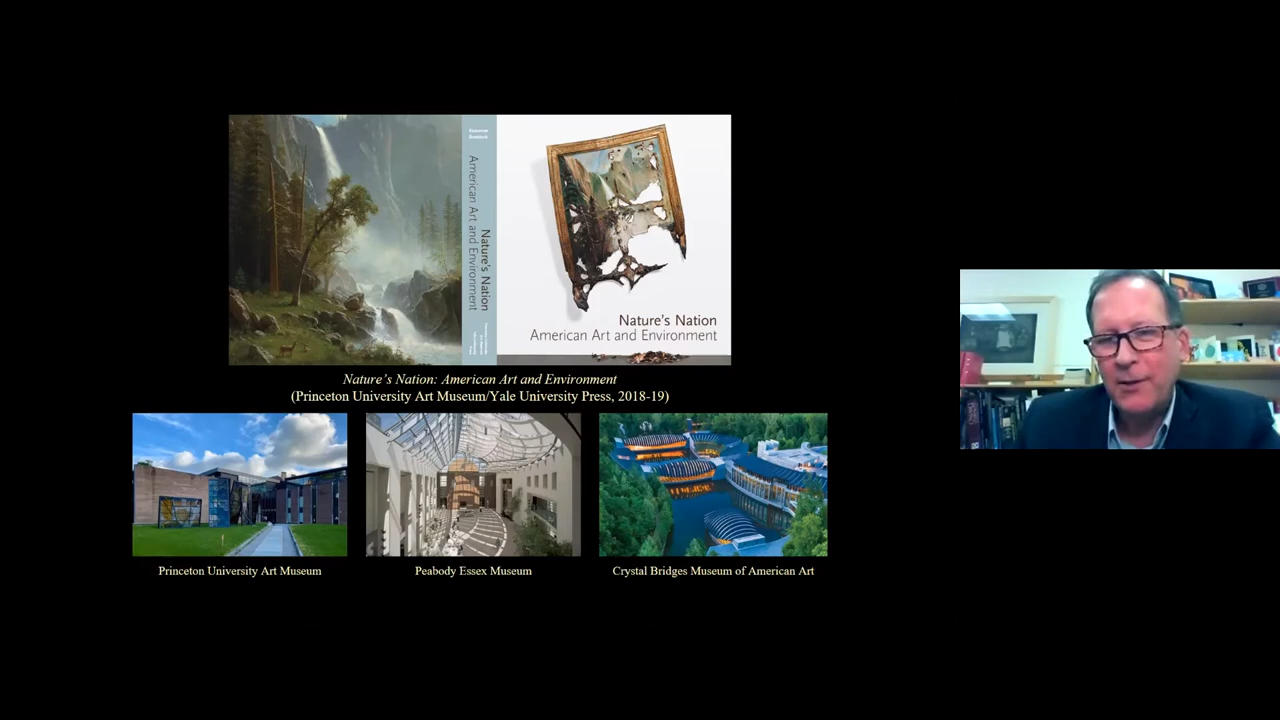 Nature's Nation
American Art and Environment
Nature's Nation
American Art and Environment
Nature's Nation: American Art and Environment
(Princeton University Art Museum/Yale University Press, 2018-19)
Princeton University Art Museum
Peabody Essex Museum
Crystal Bridges Museum of American Art